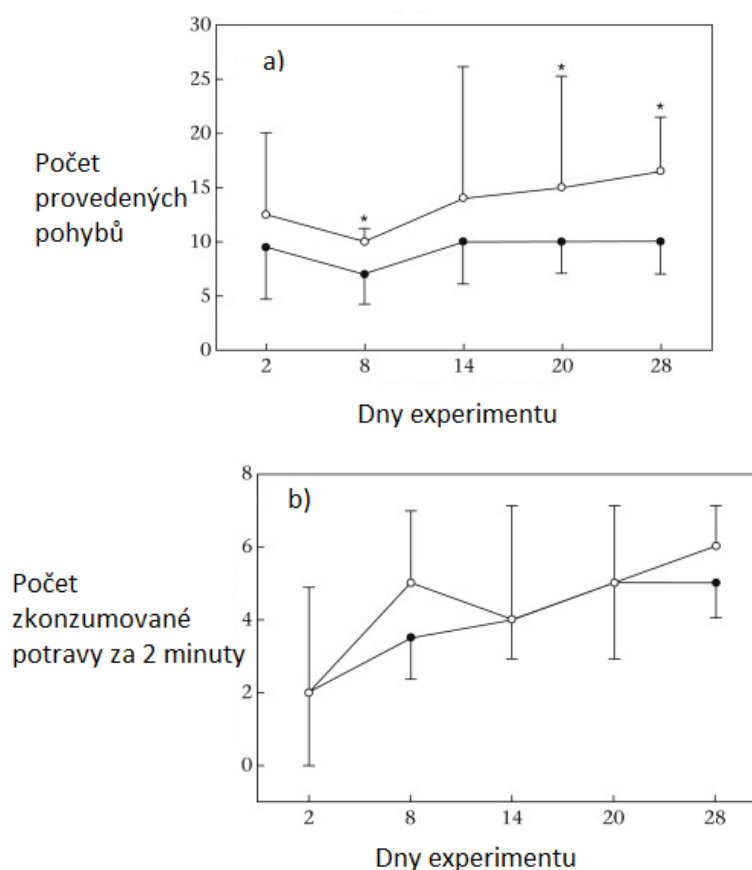 30
a)
25
20
15
10
5
0
Počet
provedených
pohybů
* * *
2 8 14 20 28
Dny experimentu
8
b)
6
4
2
0
Počet
zkonzumované
potravy za 2 minuty
2 8 14 20 28
Dny experimentu